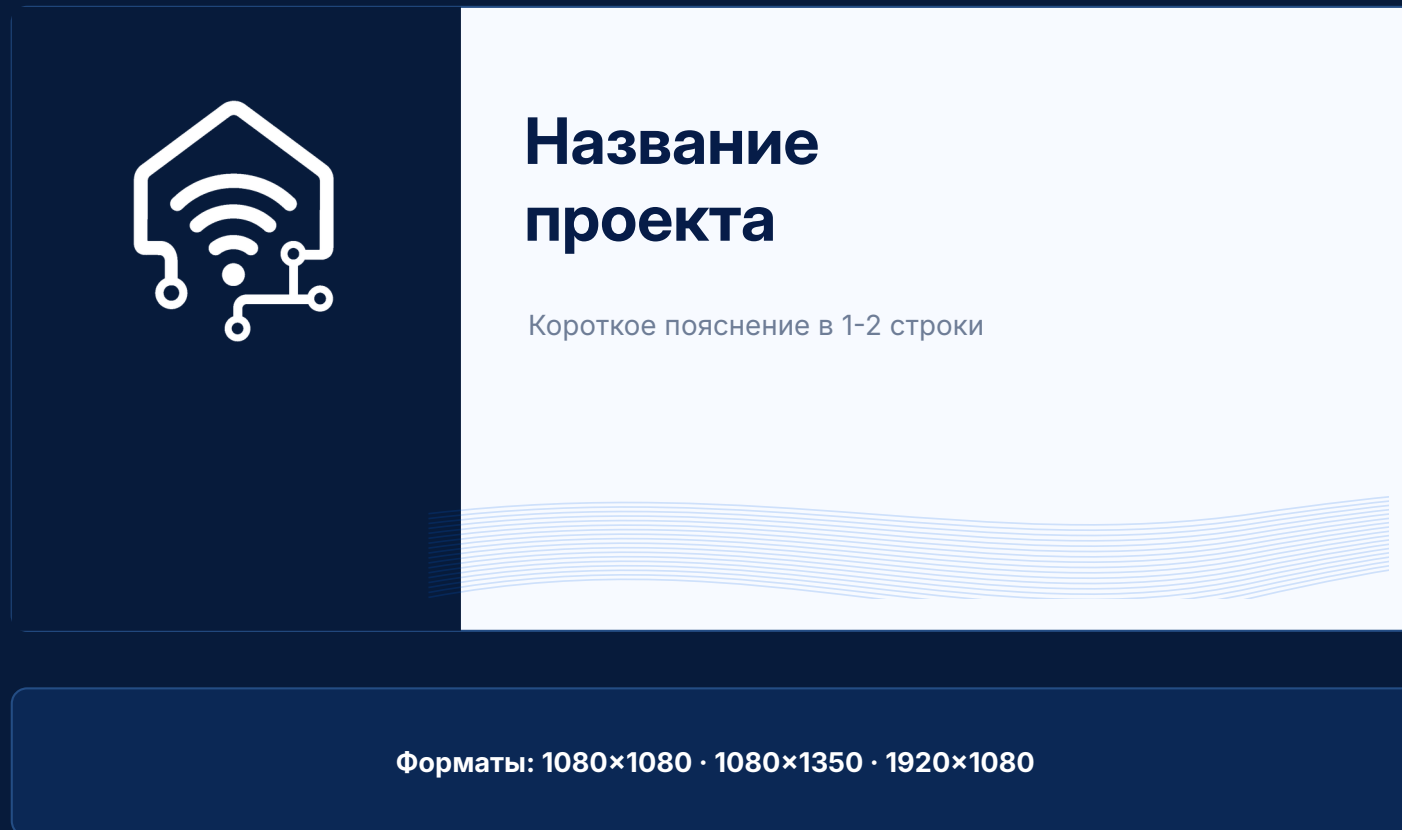 Название
проекта
Короткое пояснение в 1-2 строки
Форматы: 1080×1080 · 1080×1350 · 1920×1080